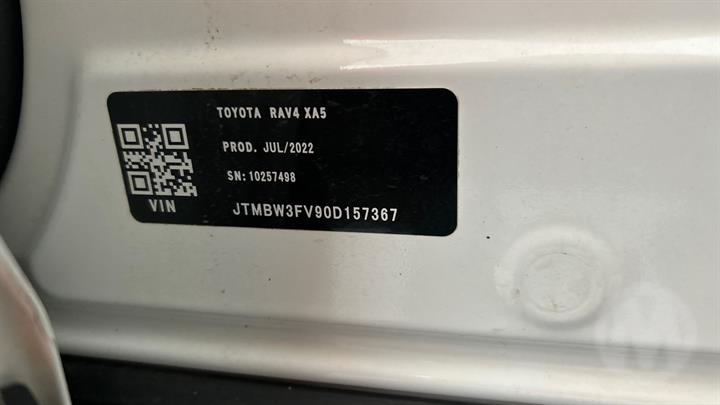 TOYOTA RAV4 XA5
PROD. JUL/2022
SN:10257498
VIN
JTMBW3FV90D157367
M